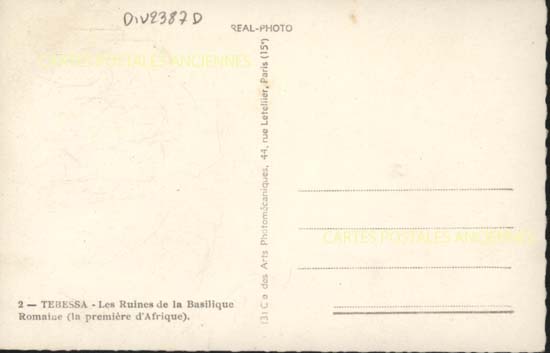 Div2387D
REAL-PHOTO
CARTES POSTALES ANCIENNES
(3) Cie des Arts Photomécaniques, 44, rue Letellier, Paris (15e)
CARTES POSTALES ANCIENNES
2 — TEBESSA - Les Ruines de la Basilique
Romaine (la première d'Afrique).